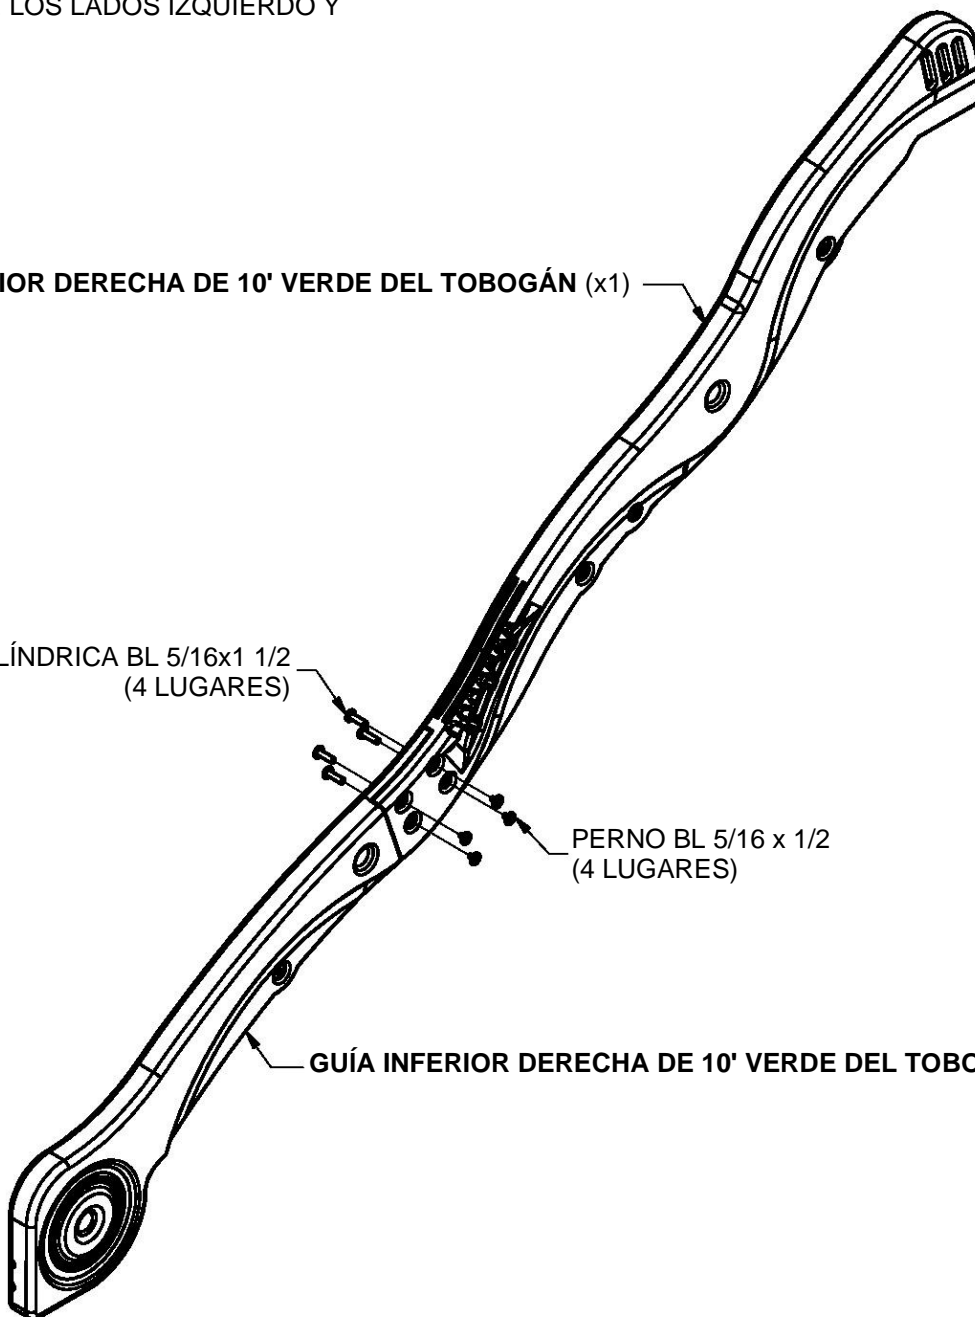 LOS LADOS IZQUIERDO Y
IOR DERECHA DE 10' VERDE DEL TOBOGÁN (x1)
LÍNDRICA BL 5/16x1 1/2
(4 LUGARES)
PERNO BL 5/16 x 1/2
(4 LUGARES)
GUÍA INFERIOR DERECHA DE 10' VERDE DEL TOBO